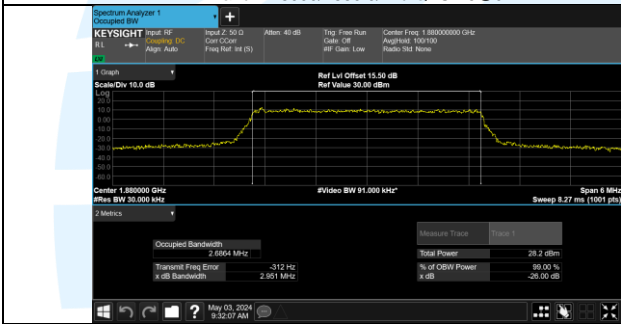 Spectrum Analyzer 1
Occupied BW
+
KEYSIGHT Input: RF Input Z: 50 Ω Atten: 40 dB Trig: Free Run Center Freq: 1.880000000 GHz
R L Coupling: DC Corr CCorr Gate: Off Avg|Hold: 100/100
Align: Auto Freq Ref: Int (S) #IF Gain: Low Radio Std: None
1 Graph
Ref Lvl Offset 15.50 dB
Scale/Div 10.0 dB Ref Value 30.00 dBm
Log
20.0
10.0
0.00
-10.0
-20.0
-30.0
-40.0
-50.0
-60.0
Center 1.880000 GHz #Video BW 91.000 kHz* Span 6 MHz
#Res BW 30.000 kHz Sweep 8.27 ms (1001 pts)
2 Metrics
Measure Trace Trace 1
Occupied Bandwidth
2.6864 MHz Total Power 28.2 dBm
Transmit Freq Error -312 Hz % of OBW Power 99.00 %
x dB Bandwidth 2.951 MHz x dB -26.00 dB
? May 03, 2024
9:32:07 AM